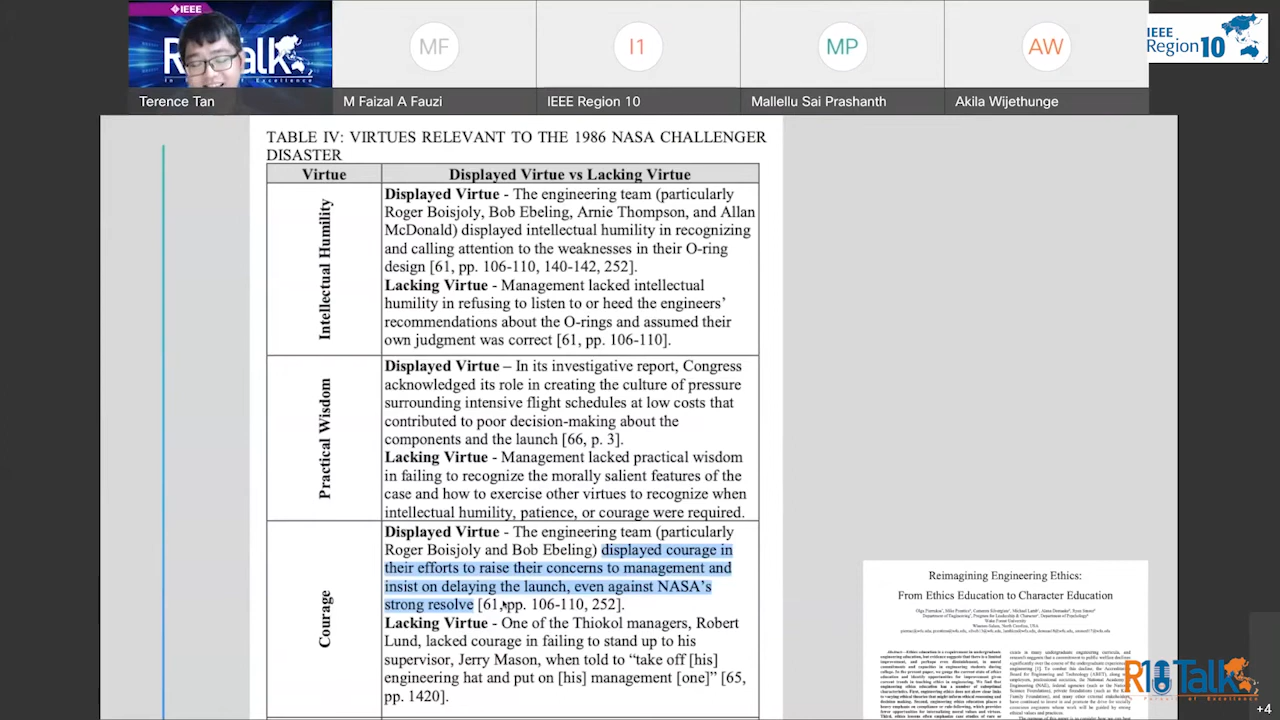 IEEE
MF
I1
MP
AW
IEEE
Region 10
Terence Tan
M Faizal A Fauzi
IEEE Region 10
Mallellu Sai Prashanth
Akila Wijethunge
TABLE IV: VIRTUES RELEVANT TO THE 1986 NASA CHALLENGER
DISASTER
Virtue
Displayed Virtue vs Lacking Virtue
Intellectual Humility
Displayed Virtue - The engineering team (particularly
Roger Boisjoly, Bob Ebeling, Arnie Thompson, and Allan
McDonald) displayed intellectual humility in recognizing
and calling attention to the weaknesses in their O-ring
design [61, pp. 106-110, 140-142, 252].
Lacking Virtue - Management lacked intellectual
humility in refusing to listen to or heed the engineers'
recommendations about the O-rings and assumed their
own judgment was correct [61, pp. 106-110].
Practical Wisdom
Displayed Virtue – In its investigative report, Congress
acknowledged its role in creating the culture of pressure
surrounding intensive flight schedules at low costs that
contributed to poor decision-making about the
components and the launch [66, p. 3].
Lacking Virtue - Management lacked practical wisdom
in failing to recognize the morally salient features of the
case and how to exercise other virtues to recognize when
intellectual humility, patience, or courage were required.
Courage
Displayed Virtue - The engineering team (particularly
Roger Boisjoly and Bob Ebeling) displayed courage in
their efforts to raise their concerns to management and
insist on delaying the launch, even against NASA's
strong resolve [61, pp. 106-110, 252].
Lacking Virtue - One of the Thiokol managers, Robert
Lund, lacked courage in failing to stand up to his
supervisor, Jerry Mason, when told to "take off [his]
engineering hat and put on [his] management [one]" [65,
p. 1420].
Reimagining Engineering Ethics:
From Ethics Education to Character Education
R10 Talk
+4